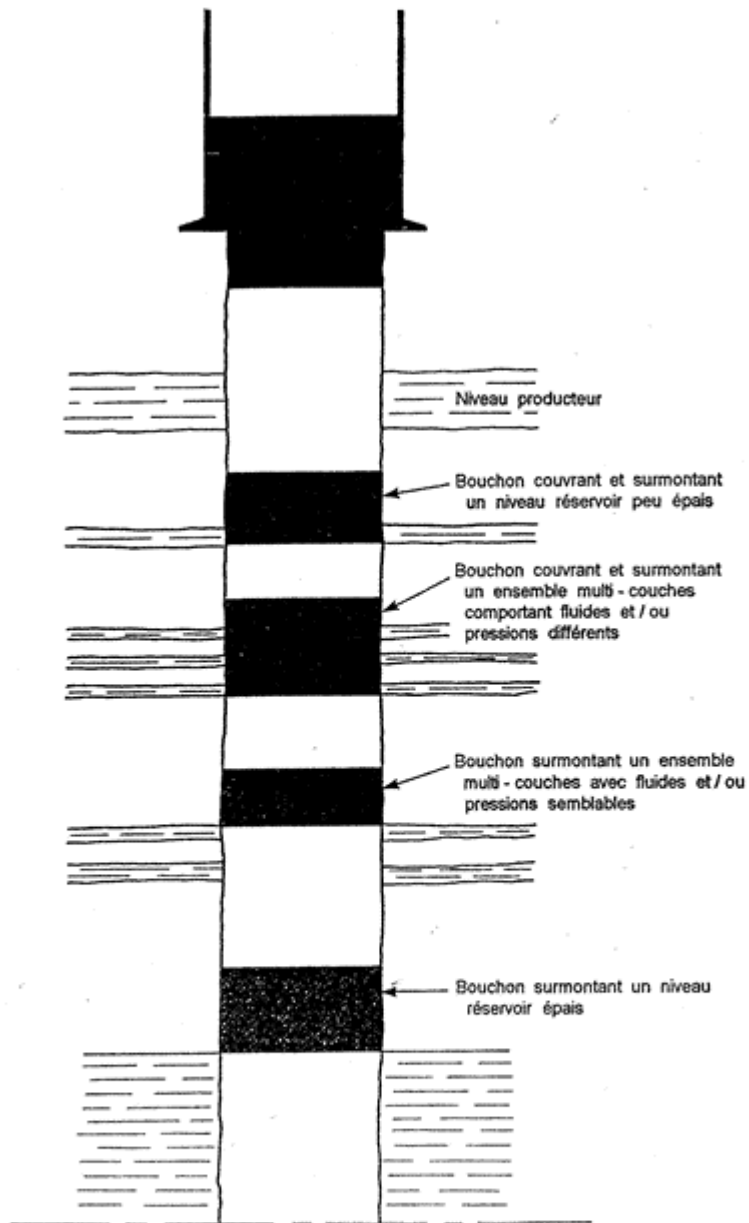 Niveau producteur
Bouchon couvrant et surmontant
un niveau réservoir peu épais
Bouchon couvrant et surmontant
un ensemble multi - couches
comportant fluides et / ou
pressions différents
Bouchon surmontant un ensemble
multi - couches avec fluides et / ou
pressions semblables
Bouchon surmontant un niveau
réservoir épais